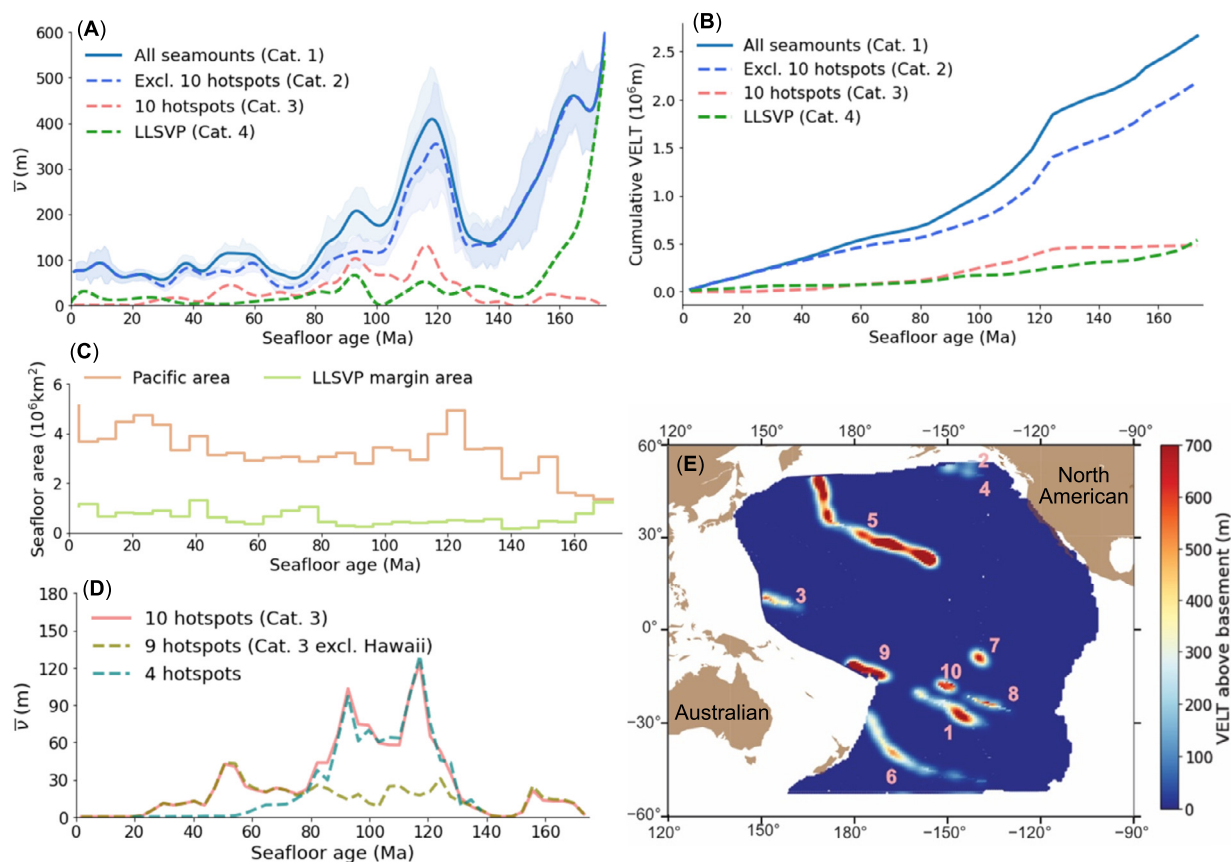 (A)
600
500
400
300
200
100
0
ν̅ (m)
All seamounts (Cat. 1)
Excl. 10 hotspots (Cat. 2)
10 hotspots (Cat. 3)
LLSVP (Cat. 4)
0 20 40 60 80 100 120 140 160
Seafloor age (Ma)
(B)
2.5
2.0
1.5
1.0
0.5
0.0
Cumulative VELT (10⁶m)
All seamounts (Cat. 1)
Excl. 10 hotspots (Cat. 2)
10 hotspots (Cat. 3)
LLSVP (Cat. 4)
0 20 40 60 80 100 120 140 160
Seafloor age (Ma)
(C)
6
4
2
0
Seafloor area (10⁶km²)
Pacific area LLSVP margin area
0 20 40 60 80 100 120 140 160
Seafloor age (Ma)
(D)
180
150
120
90
60
30
0
ν̅ (m)
10 hotspots (Cat. 3)
9 hotspots (Cat. 3 excl. Hawaii)
4 hotspots
0 20 40 60 80 100 120 140 160
Seafloor age (Ma)
120° 150° 180° −150° −120° −90°
60°
30°
0°
−30°
−60°
(E)
2
4
North
American
5
3
7
9
10
8
Australian
1
6
120° 150° 180° −150° −120° −90°
700
600
500
400
300
200
100
0
VELT above basement (m)